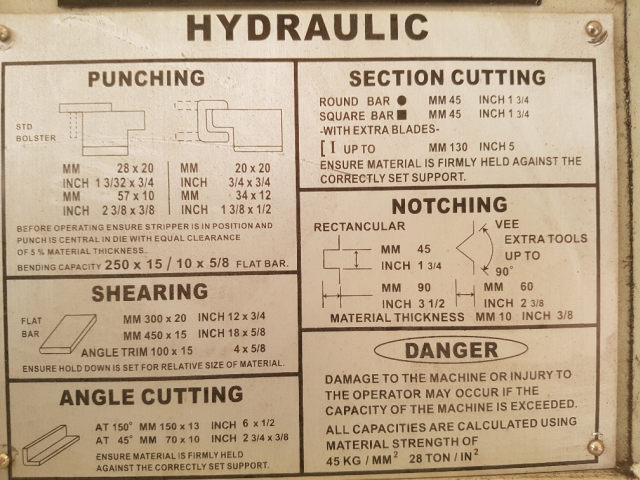 HYDRAULIC
PUNCHING
STD
BOLSTER
MM 28 x 20 MM 20 x 20
INCH 1 3/32 x 3/4 INCH 3/4 x 3/4
MM 57 x 10 MM 34 x 12
INCH 2 3/8 x 3/8 INCH 1 3/8 x 1/2
BEFORE OPERATING ENSURE STRIPPER IS IN POSITION AND
PUNCH IS CENTRAL IN DIE WITH EQUAL CLEARANCE
OF 5 % MATERIAL THICKNESS.
BENDING CAPACITY 250 x 15 / 10 x 5/8 FLAT BAR.
SHEARING
FLAT
BAR
MM 300 x 20 INCH 12 x 3/4
MM 450 x 15 INCH 18 x 5/8
ANGLE TRIM 100 x 15 4 x 5/8
ENSURE HOLD DOWN IS SET FOR RELATIVE SIZE OF MATERIAL.
ANGLE CUTTING
AT 150° MM 150 x 13 INCH 6 x 1/2
AT 45° MM 70 x 10 INCH 2 3/4 x 3/8
ENSURE MATERIAL IS FIRMLY HELD
AGAINST THE CORRECTLY SET SUPPORT.
SECTION CUTTING
ROUND BAR ● MM 45 INCH 1 3/4
SQUARE BAR ■ MM 45 INCH 1 3/4
-WITH EXTRA BLADES-
[ I UP TO MM 130 INCH 5
ENSURE MATERIAL IS FIRMLY HELD AGAINST THE
CORRECTLY SET SUPPORT.
NOTCHING
RECTANGULAR
MM 45
INCH 1 3/4
MM 90
INCH 3 1/2
VEE
EXTRA TOOLS
UP TO
90°
MM 60
INCH 2 3/8
MATERIAL THICKNESS MM 10 INCH 3/8
DANGER
DAMAGE TO THE MACHINE OR INJURY TO
THE OPERATOR MAY OCCUR IF THE
CAPACITY OF THE MACHINE IS EXCEEDED.
ALL CAPACITIES ARE CALCULATED USING
MATERIAL STRENGTH OF
45 KG / MM² 28 TON / IN²